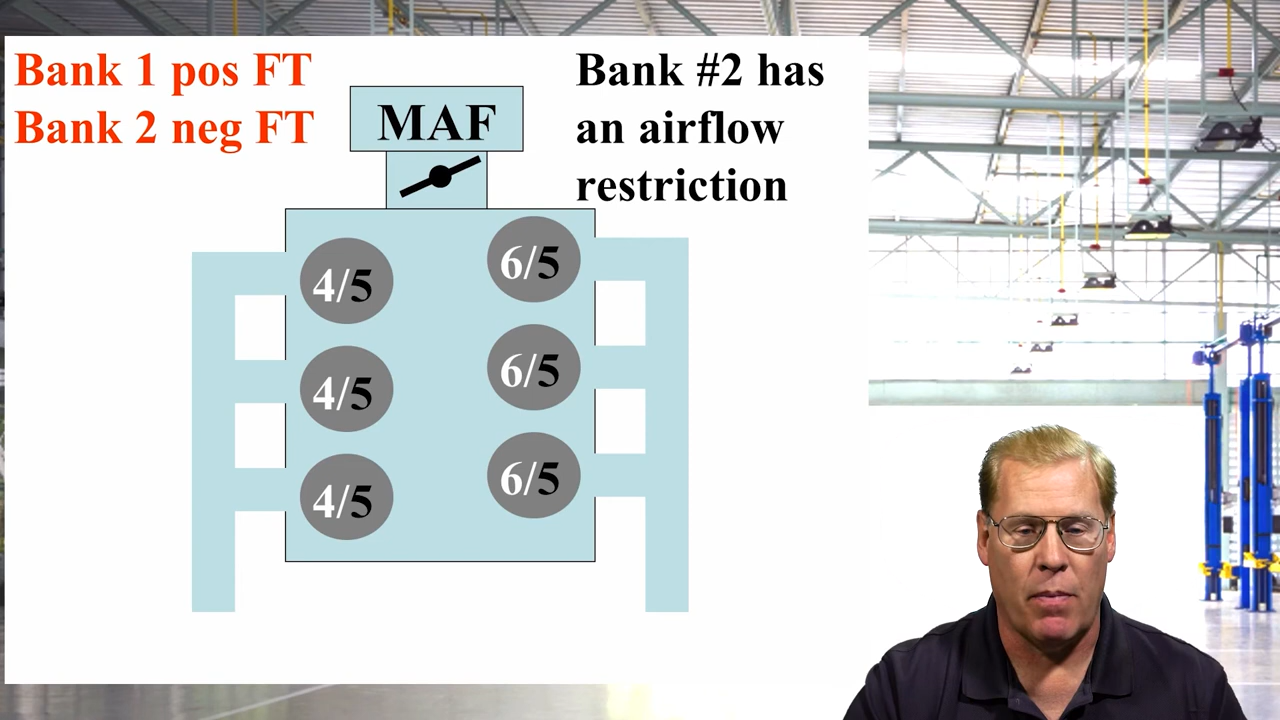 Bank 1 pos FT
Bank 2 neg FT
MAF
Bank #2 has
an airflow
restriction
4/5
6/5
4/5
6/5
4/5
6/5